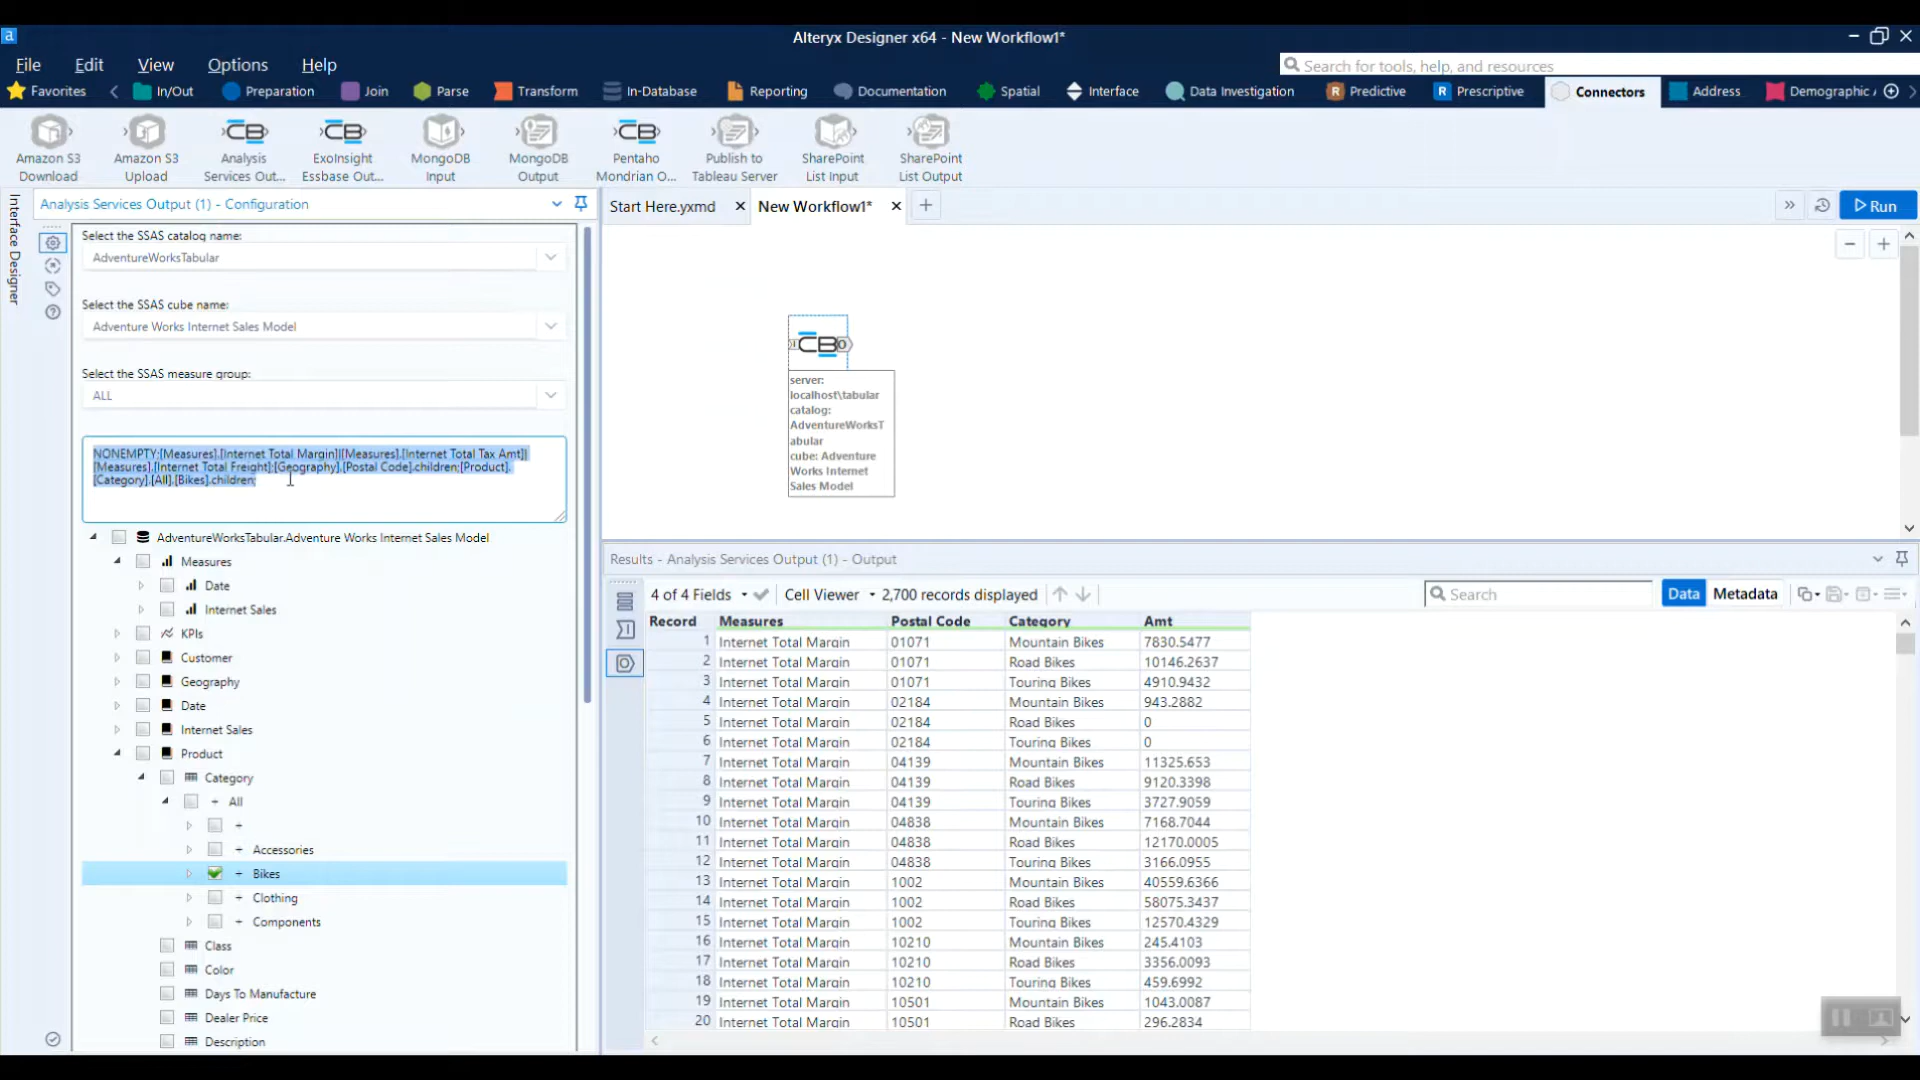 Alteryx Designer x64 - New Workflow1*
File Edit View Options Help
Search for tools, help, and resources
Favorites In/Out Preparation Join Parse Transform In-Database Reporting Documentation Spatial Interface Data Investigation Predictive Prescriptive Connectors Address Demographic
Amazon S3 Download
Amazon S3 Upload
Analysis Services Out...
ExoInsight Essbase Out...
MongoDB Input
MongoDB Output
Pentaho Mondrian O...
Publish to Tableau Server
SharePoint List Input
SharePoint List Output
Interface Designer
Analysis Services Output (1) - Configuration
Select the SSAS catalog name:
AdventureWorksTabular
Select the SSAS cube name:
Adventure Works Internet Sales Model
Select the SSAS measure group:
ALL
NONEMPTY;[Measures].[Internet Total Margin]|[Measures].[Internet Total Tax Amt]|
[Measures].[Internet Total Freight];[Geography].[Postal Code].children;[Product].
[Category].[All].[Bikes].children;
AdventureWorksTabular.Adventure Works Internet Sales Model
Measures
Date
Internet Sales
KPIs
Customer
Geography
Date
Internet Sales
Product
Category
All
Accessories
Bikes
Clothing
Components
Class
Color
Days To Manufacture
Dealer Price
Description
Start Here.yxmd New Workflow1*
Run
CB
server:
localhost\tabular
catalog:
AdventureWorksT
abular
cube: Adventure
Works Internet
Sales Model
Results - Analysis Services Output (1) - Output
4 of 4 Fields Cell Viewer 2,700 records displayed Search Data Metadata
Record Measures Postal Code Category Amt
1 Internet Total Margin 01071 Mountain Bikes 7830.5477
2 Internet Total Margin 01071 Road Bikes 10146.2637
3 Internet Total Margin 01071 Touring Bikes 4910.9432
4 Internet Total Margin 02184 Mountain Bikes 943.2882
5 Internet Total Margin 02184 Road Bikes 0
6 Internet Total Margin 02184 Touring Bikes 0
7 Internet Total Margin 04139 Mountain Bikes 11325.653
8 Internet Total Margin 04139 Road Bikes 9120.3398
9 Internet Total Margin 04139 Touring Bikes 3727.9059
10 Internet Total Margin 04838 Mountain Bikes 7168.7044
11 Internet Total Margin 04838 Road Bikes 12170.0005
12 Internet Total Margin 04838 Touring Bikes 3166.0955
13 Internet Total Margin 1002 Mountain Bikes 40559.6366
14 Internet Total Margin 1002 Road Bikes 58075.3437
15 Internet Total Margin 1002 Touring Bikes 12570.4329
16 Internet Total Margin 10210 Mountain Bikes 245.4103
17 Internet Total Margin 10210 Road Bikes 3356.0093
18 Internet Total Margin 10210 Touring Bikes 459.6992
19 Internet Total Margin 10501 Mountain Bikes 1043.0087
20 Internet Total Margin 10501 Road Bikes 296.2834